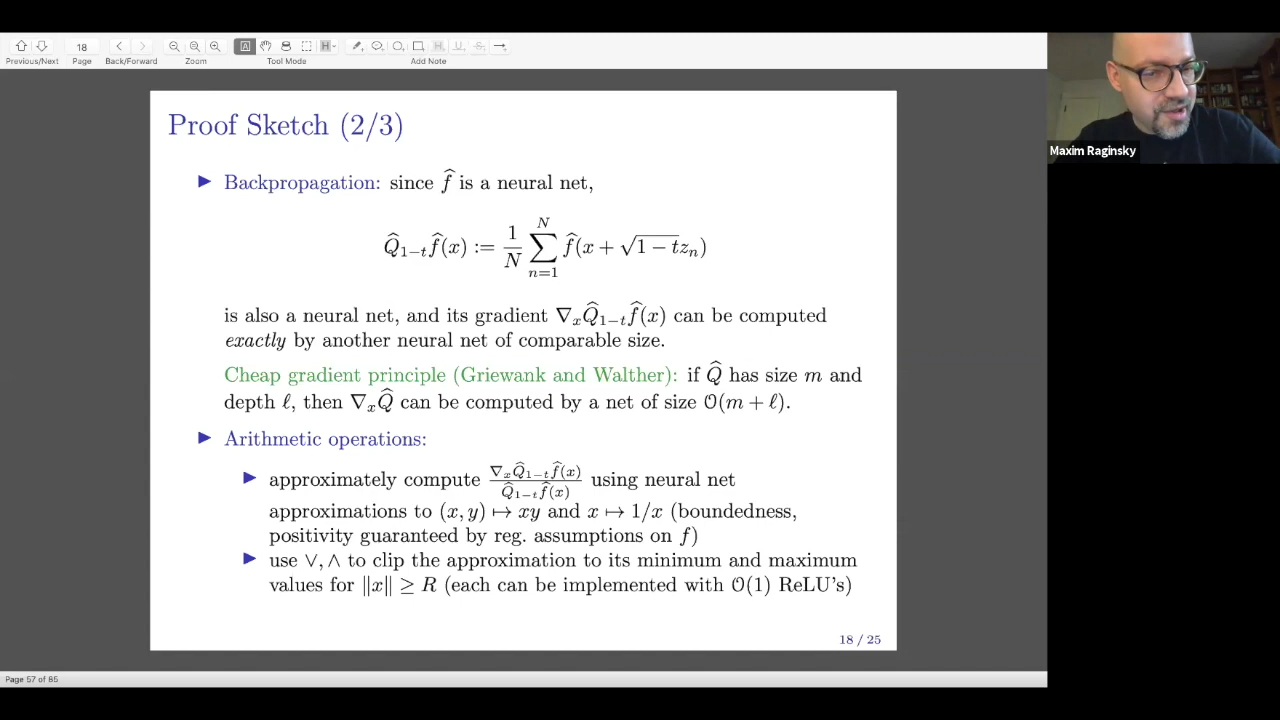 18
Previous/Next Page Back/Forward Zoom Tool Mode Add Note
Maxim Raginsky
Proof Sketch (2/3)
Backpropagation: since f̂ is a neural net,
Q̂₁₋ₜf̂(x) := 1/N ∑ₙ₌₁ᴺ f̂(x + √(1 − t)zₙ)
is also a neural net, and its gradient ∇ₓQ̂₁₋ₜf̂(x) can be computed
exactly by another neural net of comparable size.
Cheap gradient principle (Griewank and Walther): if Q̂ has size m and
depth ℓ, then ∇ₓQ̂ can be computed by a net of size O(m + ℓ).
Arithmetic operations:
approximately compute ∇ₓQ̂₁₋ₜf̂(x) / Q̂₁₋ₜf̂(x) using neural net
approximations to (x, y) ↦ xy and x ↦ 1/x (boundedness,
positivity guaranteed by reg. assumptions on f)
use ∨, ∧ to clip the approximation to its minimum and maximum
values for ‖x‖ ≥ R (each can be implemented with O(1) ReLU's)
18 / 25
Page 57 of 85